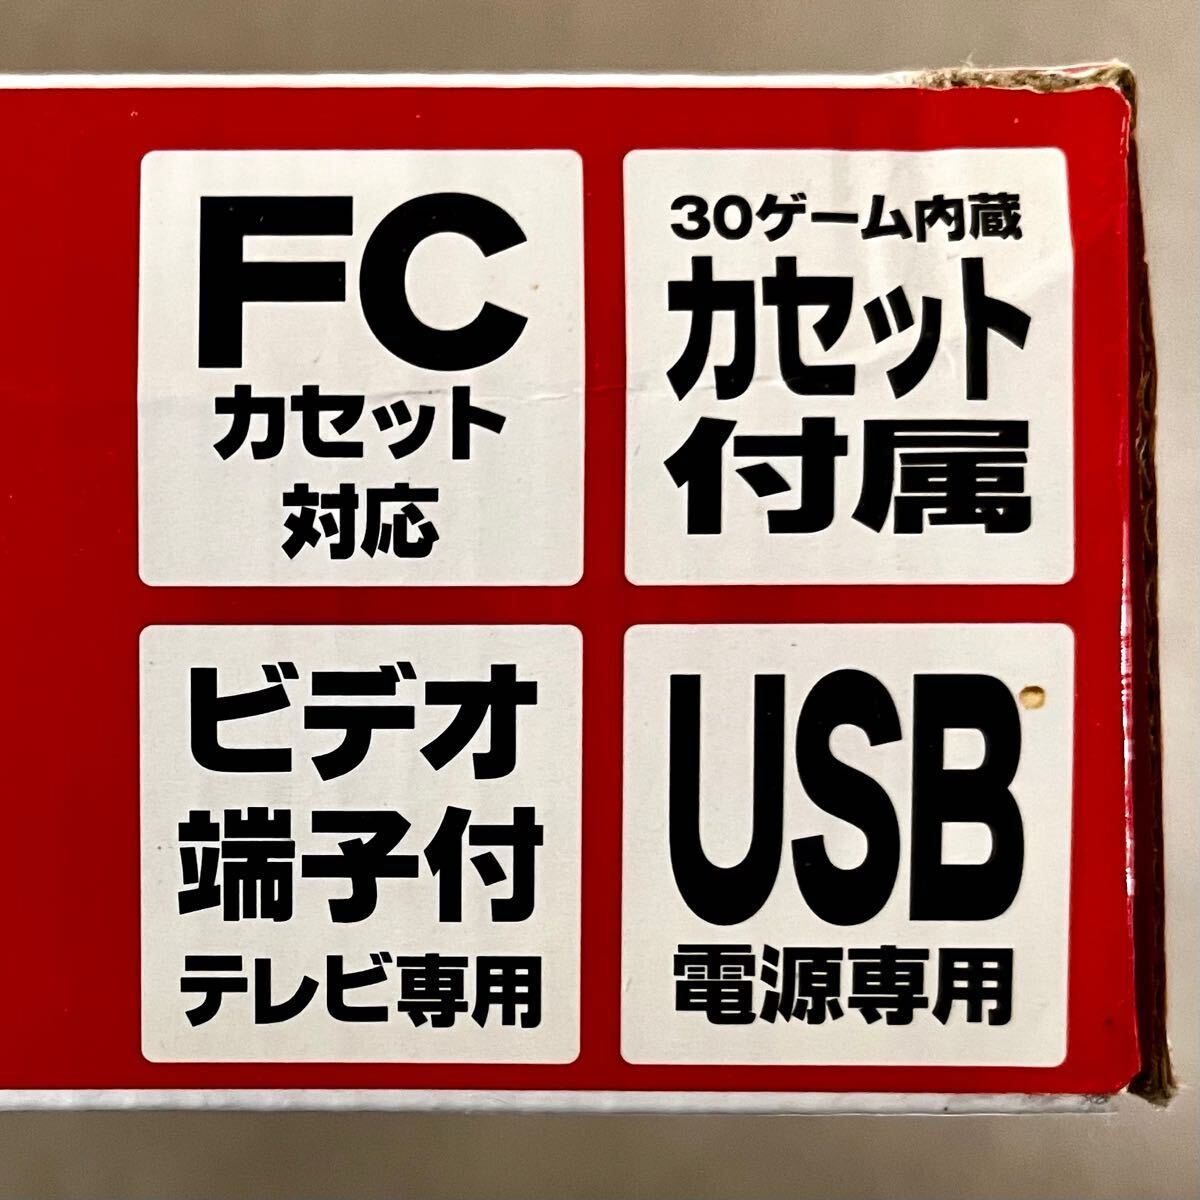 FC
カセット
対応
30ゲーム内蔵
カセット
付属
ビデオ
端子付
テレビ専用
USB
電源専用